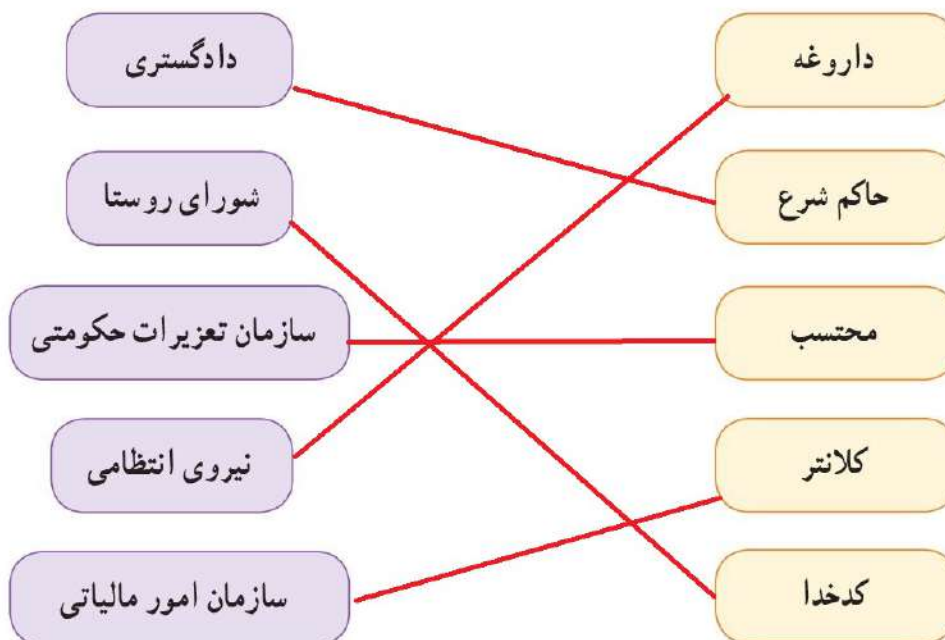 داروغه
دادگستری
حاکم شرع
شورای روستا
محتسب
سازمان تعزیرات حکومتی
کلانتر
نیروی انتظامی
کدخدا
سازمان امور مالیاتی